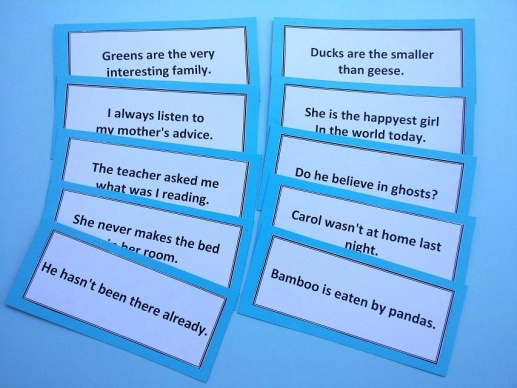 Greens are the very
interesting family.
I always listen to
my mother's advice.
The teacher asked me
what was I reading.
She never makes the bed
in her room.
He hasn't been there already.
Ducks are the smaller
than geese.
She is the happyest girl
In the world today.
Do he believe in ghosts?
Carol wasn't at home last
night.
Bamboo is eaten by pandas.